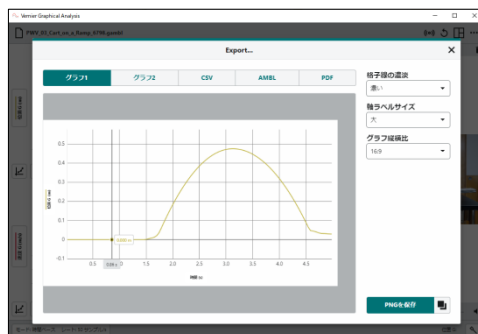 Vernier Graphical Analysis
PWV_03_Cart_on_a_Ramp_ATM.gambl
Export...
グラフ1
グラフ2
CSV
AMBL
PDF
格子線の濃淡
濃い
軸ラベルサイズ
大
グラフ縦横比
16:9
0.5
0.4
0.3
0.2
0.1
0
-0.1
0.5
1.5
2.0
2.5
3.0
3.5
4.0
4.5
時間 (s)
PNGを保存